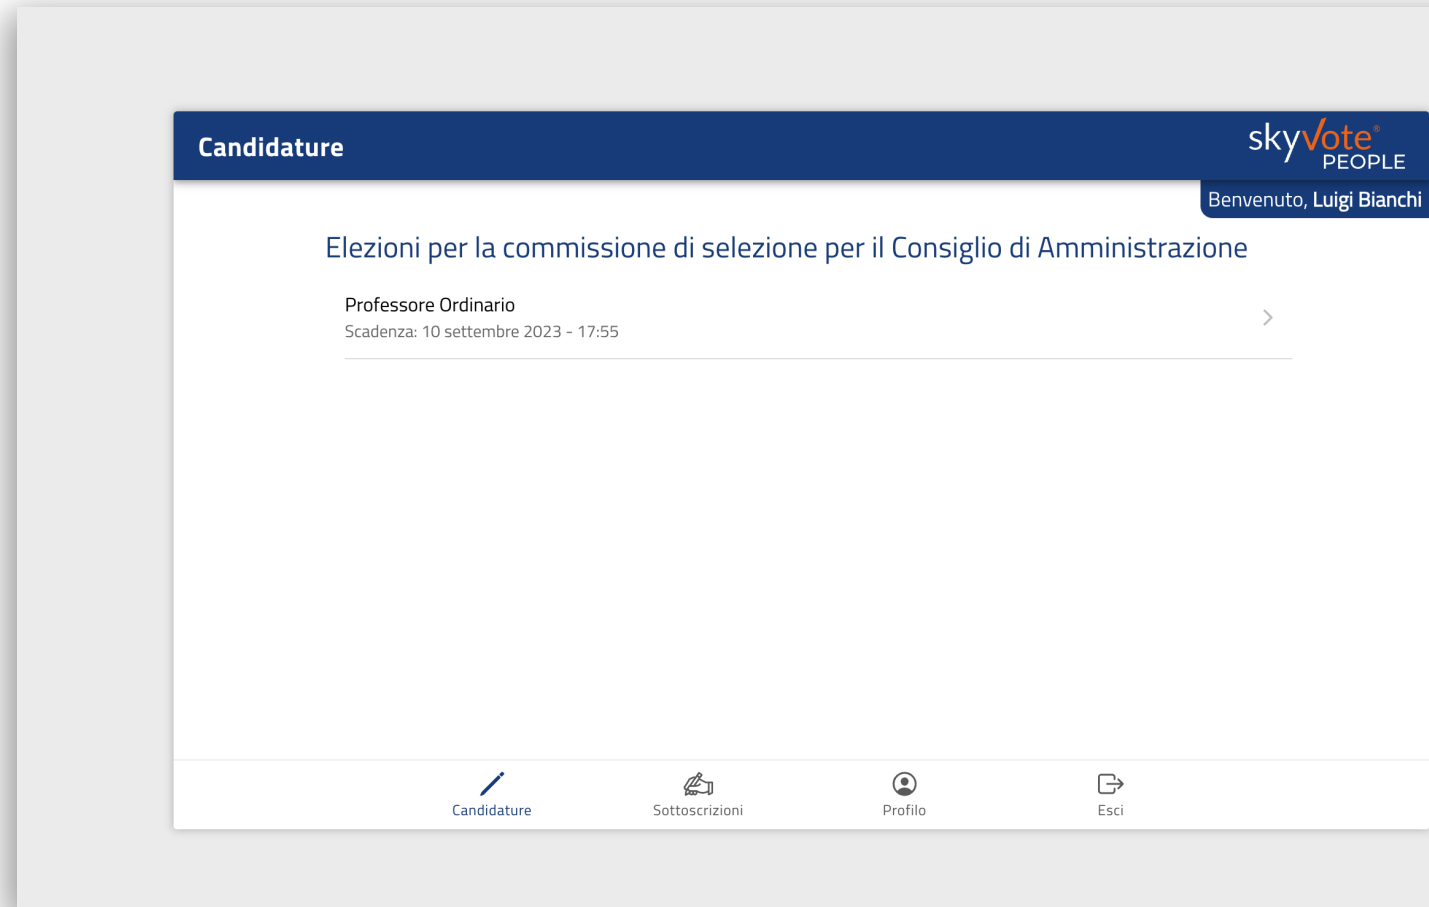 Candidature
skyvote®
PEOPLE
Benvenuto, Luigi Bianchi
Elezioni per la commissione di selezione per il Consiglio di Amministrazione
Professore Ordinario
Scadenza: 10 settembre 2023 - 17:55
Candidature
Sottoscrizioni
Profilo
Esci